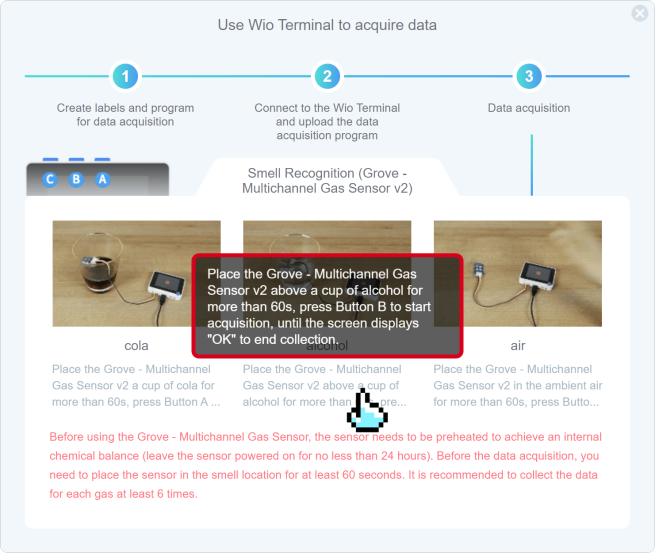 Use Wio Terminal to acquire data
1
2
3
Create labels and program
for data acquisition
Connect to the Wio Terminal
and upload the data
acquisition program
Data acquisition
C B A
Smell Recognition (Grove -
Multichannel Gas Sensor v2)
Place the Grove - Multichannel Gas
Sensor v2 above a cup of alcohol for
more than 60s, press Button B to start
acquisition, until the screen displays
"OK" to end collection.
cola
alcohol
air
Place the Grove - Multichannel
Gas Sensor v2 a cup of cola for
more than 60s, press Button A ...
Place the Grove - Multichannel
Gas Sensor v2 above a cup of
alcohol for more than pre...
Place the Grove - Multichannel
Gas Sensor v2 in the ambient air
for more than 60s, press Butto...
Before using the Grove - Multichannel Gas Sensor, the sensor needs to be preheated to achieve an internal
chemical balance (leave the sensor powered on for no less than 24 hours). Before the data acquisition, you
need to place the sensor in the smell location for at least 60 seconds. It is recommended to collect the data
for each gas at least 6 times.